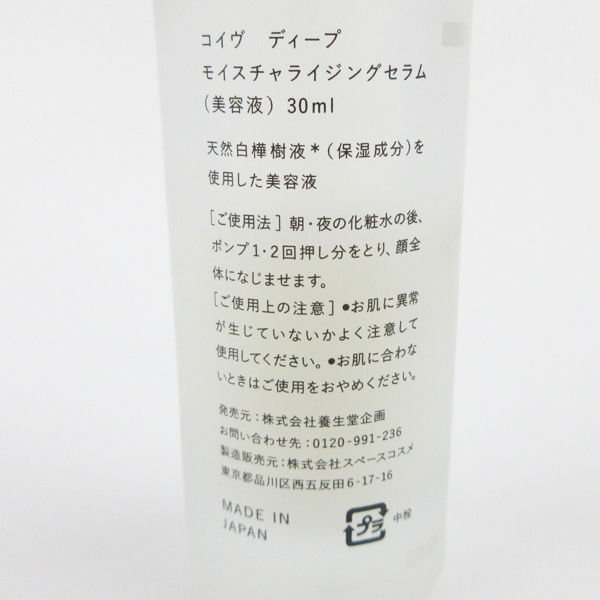 コイヴ ディープ
モイスチャライジングセラム
（美容液）30ml
天然白樺樹液*（保湿成分）を
使用した美容液
［ご使用法］朝・夜の化粧水の後、
ポンプ1・2回押し分をとり、顔全
体になじませます。
［ご使用上の注意］●お肌に異常
が生じていないかよく注意して
使用してください。●お肌に合わな
いときはご使用をおやめください。
発売元：株式会社養生堂企画
お問い合わせ先：0120-991-236
製造販売元：株式会社スペースコスメ
東京都品川区西五反田6-17-16
MADE IN
JAPAN
プラ 中栓